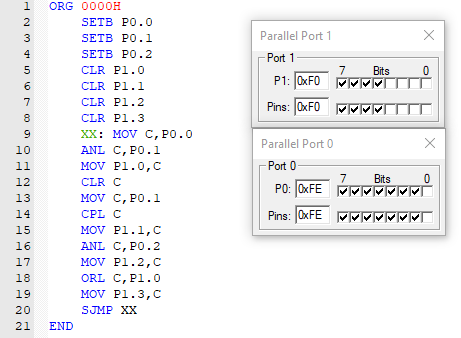 1 ORG 0000H
2 SETB P0.0
3 SETB P0.1
4 SETB P0.2
5 CLR P1.0
6 CLR P1.1
7 CLR P1.2
8 CLR P1.3
9 XX: MOV C,P0.0
10 ANL C,P0.1
11 MOV P1.0,C
12 CLR C
13 MOV C,P0.1
14 CPL C
15 MOV P1.1,C
16 ANL C,P0.2
17 MOV P1.2,C
18 ORL C,P1.0
19 MOV P1.3,C
20 SJMP XX
21 END
Parallel Port 1
Port 1
7 Bits 0
P1: 0xF0
Pins: 0xF0
Parallel Port 0
Port 0
7 Bits 0
P0: 0xFE
Pins: 0xFE